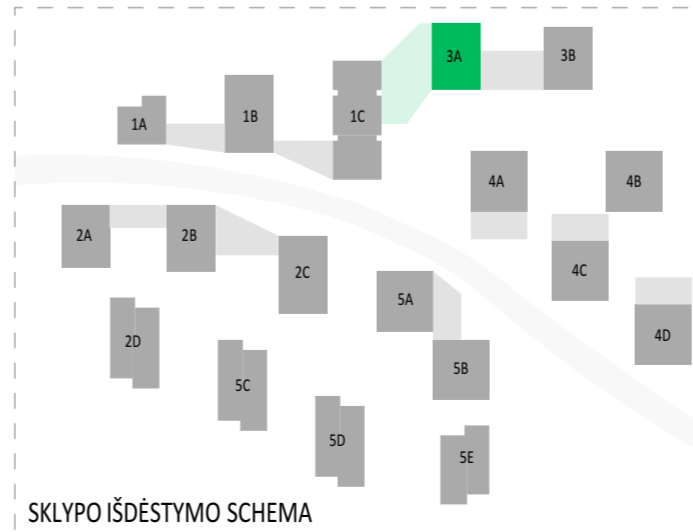 3A
3B
1A
1B
1C
4A
4B
2A
2B
2C
4C
5A
4D
2D
5B
5C
5D
5E
SKLYPO IŠDĖSTYMO SCHEMA